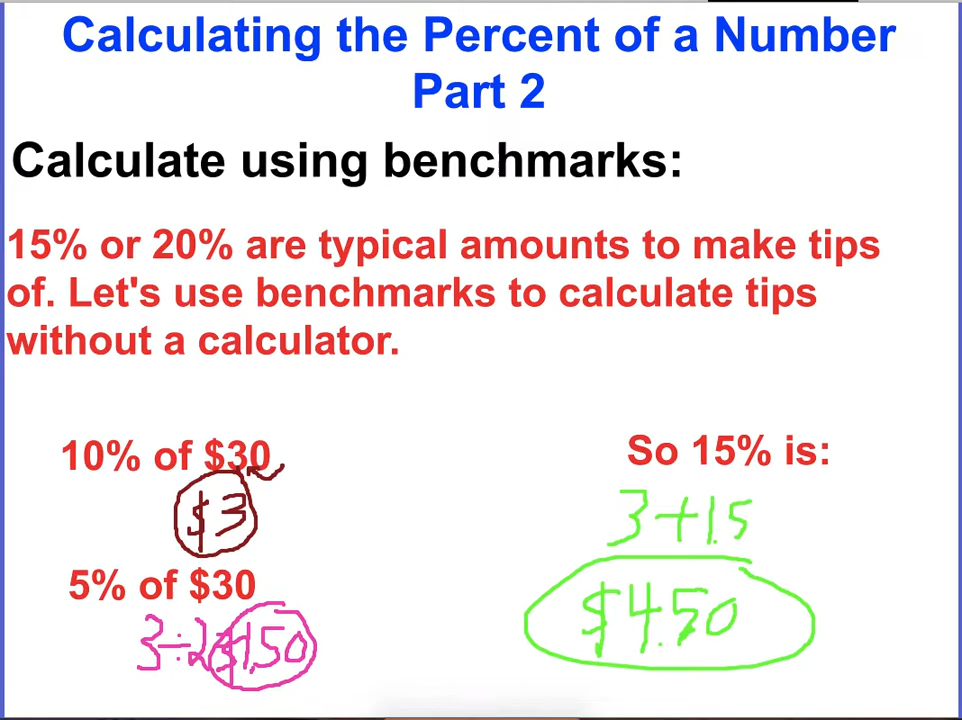 Calculating the Percent of a Number
Part 2
Calculate using benchmarks:
15% or 20% are typical amounts to make tips
of. Let's use benchmarks to calculate tips
without a calculator.
10% of $30
$3
5% of $30
3÷2 $1.50
So 15% is:
3+1.5
$4.50